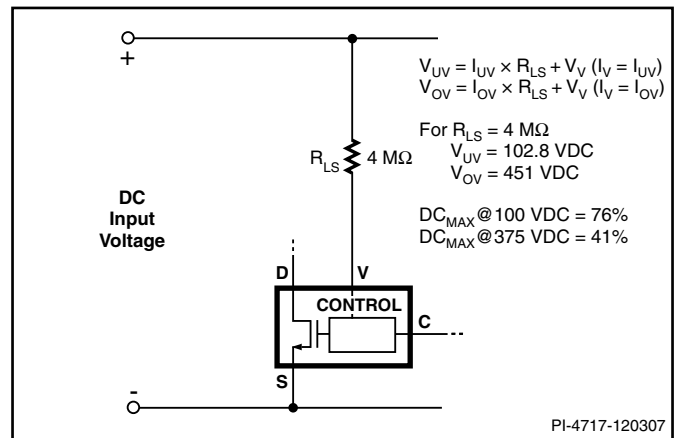 +
V_UV = I_UV × R_LS + V_V (I_V = I_UV)
V_OV = I_OV × R_LS + V_V (I_V = I_OV)
For R_LS = 4 MΩ
V_UV = 102.8 VDC
V_OV = 451 VDC
DC_MAX@100 VDC = 76%
DC_MAX@375 VDC = 41%
R_LS 4 MΩ
DC
Input
Voltage
D V
CONTROL
C
S
-
PI-4717-120307